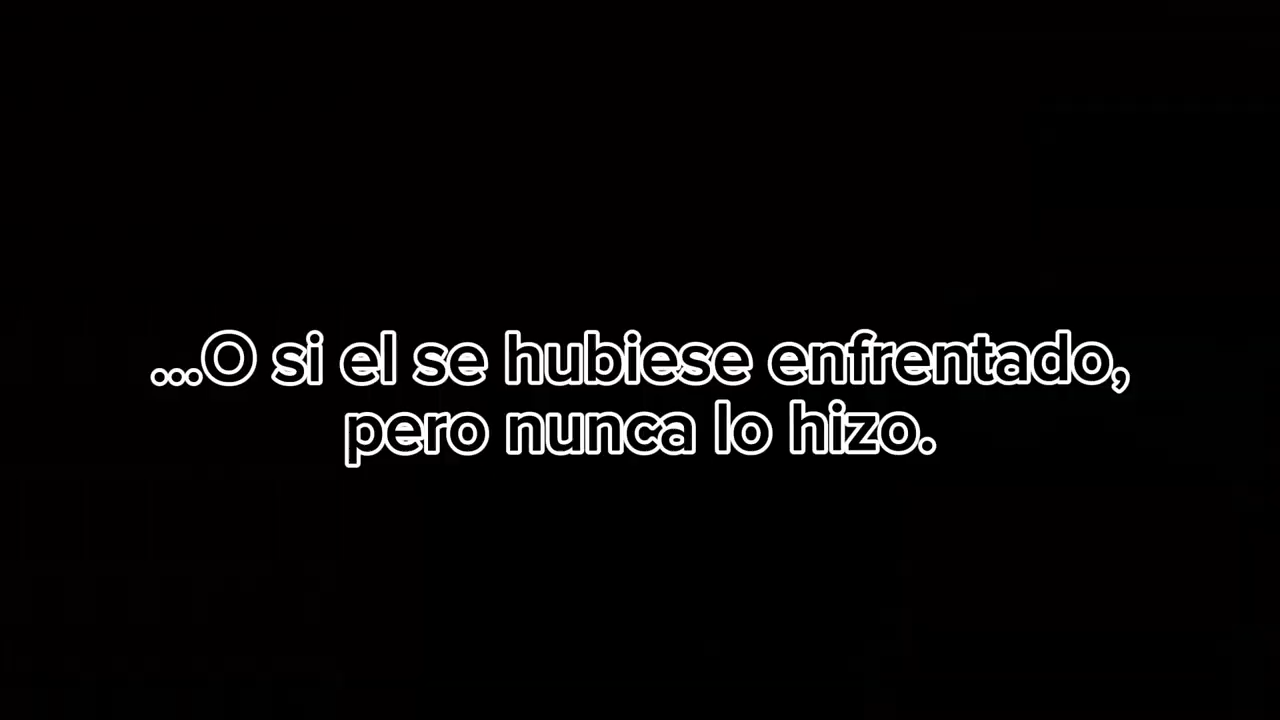 ...O si el se hubiese enfrentado,
pero nunca lo hizo.